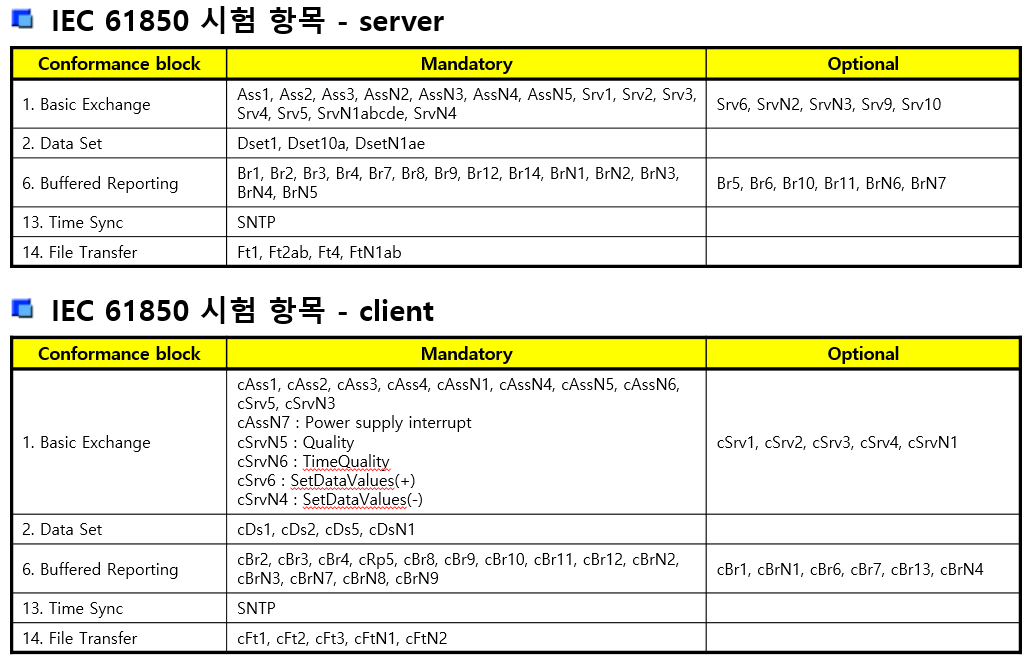 IEC 61850 시험 항목 - server
Conformance block Mandatory Optional
1. Basic Exchange
Ass1, Ass2, Ass3, AssN2, AssN3, AssN4, AssN5, Srv1, Srv2, Srv3,
Srv4, Srv5, SrvN1abcde, SrvN4
Srv6, SrvN2, SrvN3, Srv9, Srv10
2. Data Set
Dset1, Dset10a, DsetN1ae
6. Buffered Reporting
Br1, Br2, Br3, Br4, Br7, Br8, Br9, Br12, Br14, BrN1, BrN2, BrN3,
BrN4, BrN5
Br5, Br6, Br10, Br11, BrN6, BrN7
13. Time Sync
SNTP
14. File Transfer
Ft1, Ft2ab, Ft4, FtN1ab
IEC 61850 시험 항목 - client
Conformance block Mandatory Optional
1. Basic Exchange
cAss1, cAss2, cAss3, cAss4, cAssN1, cAssN4, cAssN5, cAssN6,
cSrv5, cSrvN3
cAssN7 : Power supply interrupt
cSrvN5 : Quality
cSrvN6 : TimeQuality
cSrv6 : SetDataValues(+)
cSrvN4 : SetDataValues(-)
cSrv1, cSrv2, cSrv3, cSrv4, cSrvN1
2. Data Set
cDs1, cDs2, cDs5, cDsN1
6. Buffered Reporting
cBr2, cBr3, cBr4, cRp5, cBr8, cBr9, cBr10, cBr11, cBr12, cBrN2,
cBrN3, cBrN7, cBrN8, cBrN9
cBr1, cBrN1, cBr6, cBr7, cBr13, cBrN4
13. Time Sync
SNTP
14. File Transfer
cFt1, cFt2, cFt3, cFtN1, cFtN2